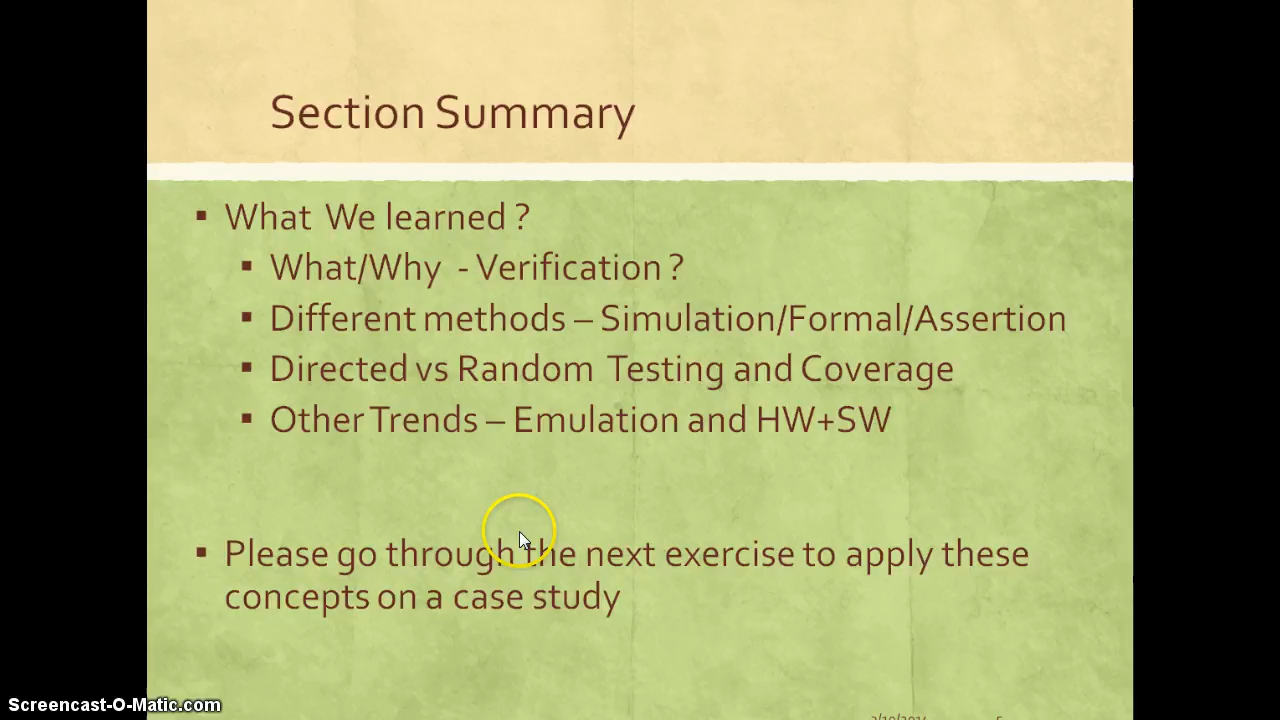 Section Summary
What We learned ?
What/Why - Verification ?
Different methods – Simulation/Formal/Assertion
Directed vs Random Testing and Coverage
Other Trends – Emulation and HW+SW
Please go through the next exercise to apply these
concepts on a case study
Screencast-O-Matic.com